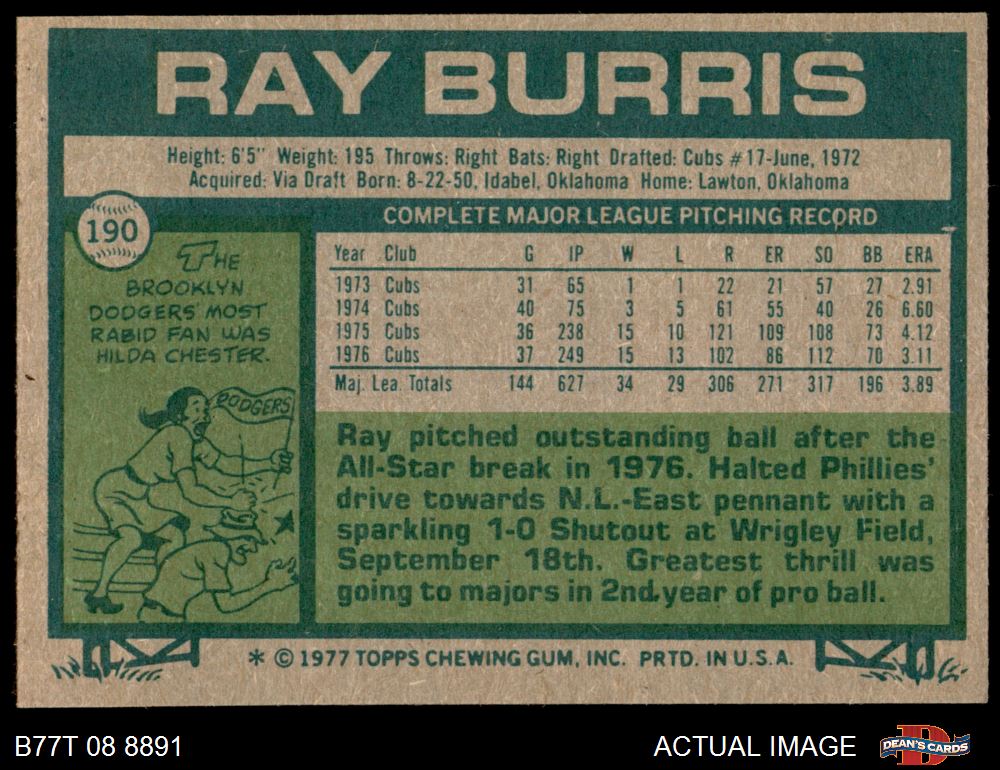 RAY BURRIS
Height: 6'5" Weight: 195 Throws: Right Bats: Right Drafted: Cubs #17-June, 1972
Acquired: Via Draft Born: 8-22-50, Idabel, Oklahoma Home: Lawton, Oklahoma
190
COMPLETE MAJOR LEAGUE PITCHING RECORD
Year Club G IP W L R ER SO BB ERA
1973 Cubs 31 65 1 1 22 21 57 27 2.91
1974 Cubs 40 75 3 5 61 55 40 26 6.60
1975 Cubs 36 238 15 10 121 109 108 73 4.12
1976 Cubs 37 249 15 13 102 86 112 70 3.11
Maj. Lea. Totals 144 627 34 29 306 271 317 196 3.89
THE
BROOKLYN
DODGERS' MOST
RABID FAN WAS
HILDA CHESTER.
DODGERS
Ray pitched outstanding ball after the
All-Star break in 1976. Halted Phillies'
drive towards N.L.-East pennant with a
sparkling 1-0 Shutout at Wrigley Field,
September 18th. Greatest thrill was
going to majors in 2nd year of pro ball.
* © 1977 TOPPS CHEWING GUM, INC. PRTD. IN U.S.A.
B77T 08 8891
ACTUAL IMAGE
D
DEAN'S CARDS